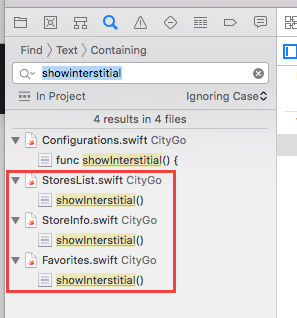 Find > Text > Containing
showinterstitial
In Project Ignoring Case
4 results in 4 files
Configurations.swift CityGo
func showInterstitial() {
StoresList.swift CityGo
showInterstitial()
StoreInfo.swift CityGo
showInterstitial()
Favorites.swift CityGo
showInterstitial()